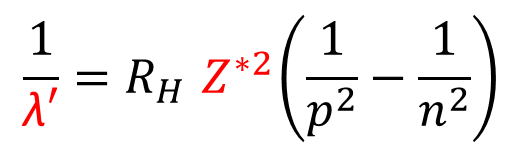 1/λ′ = R_H Z*² (1/p² − 1/n²)